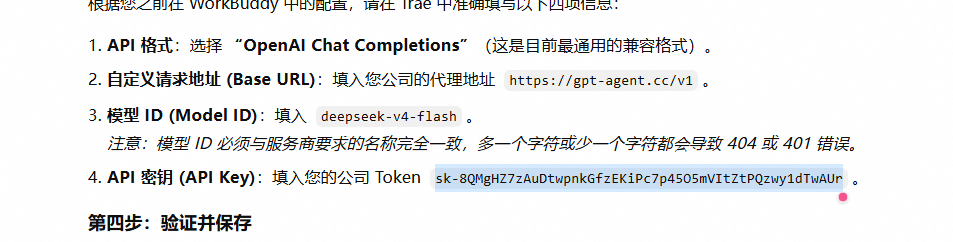 根据您之前在 WorkBuddy 中的配置，请在 Trae 中准确填写以下四项信息：
1. API 格式：选择 “OpenAI Chat Completions” （这是目前最通用的兼容格式）。
2. 自定义请求地址 (Base URL)：填入您公司的代理地址 https://gpt-agent.cc/v1 。
3. 模型 ID (Model ID)：填入 deepseek-v4-flash 。
注意：模型 ID 必须与服务商要求的名称完全一致，多一个字符或少一个字符都会导致 404 或 401 错误。
4. API 密钥 (API Key)：填入您的公司 Token sk-8QMgHZ7zAuDtwpnkGfzEKiPc7p45O5mVItZtPQzwy1dTwAUr 。
第四步：验证并保存